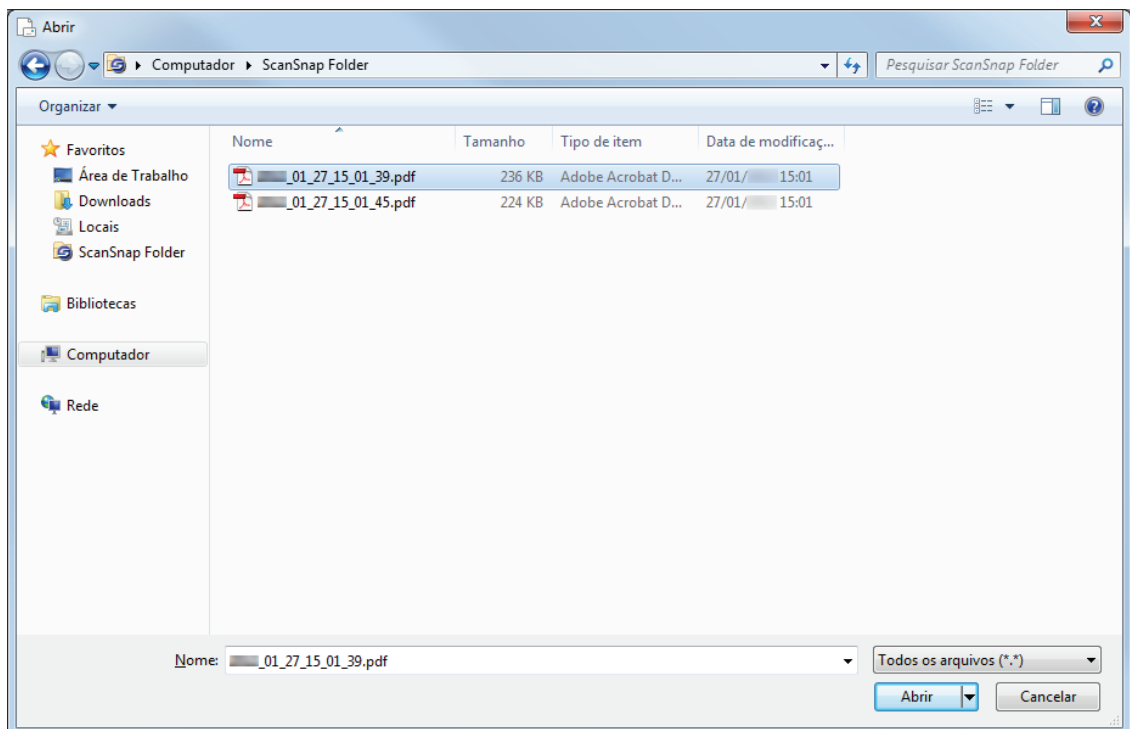 Abrir
Computador ScanSnap Folder Pesquisar ScanSnap Folder
Organizar
Favoritos
Área de Trabalho
Downloads
Locais
ScanSnap Folder
Bibliotecas
Computador
Rede
Nome Tamanho Tipo de item Data de modificaç...
_01_27_15_01_39.pdf 236 KB Adobe Acrobat D... 27/01/ 15:01
_01_27_15_01_45.pdf 224 KB Adobe Acrobat D... 27/01/ 15:01
Nome: _01_27_15_01_39.pdf Todos os arquivos (*.*)
Abrir Cancelar